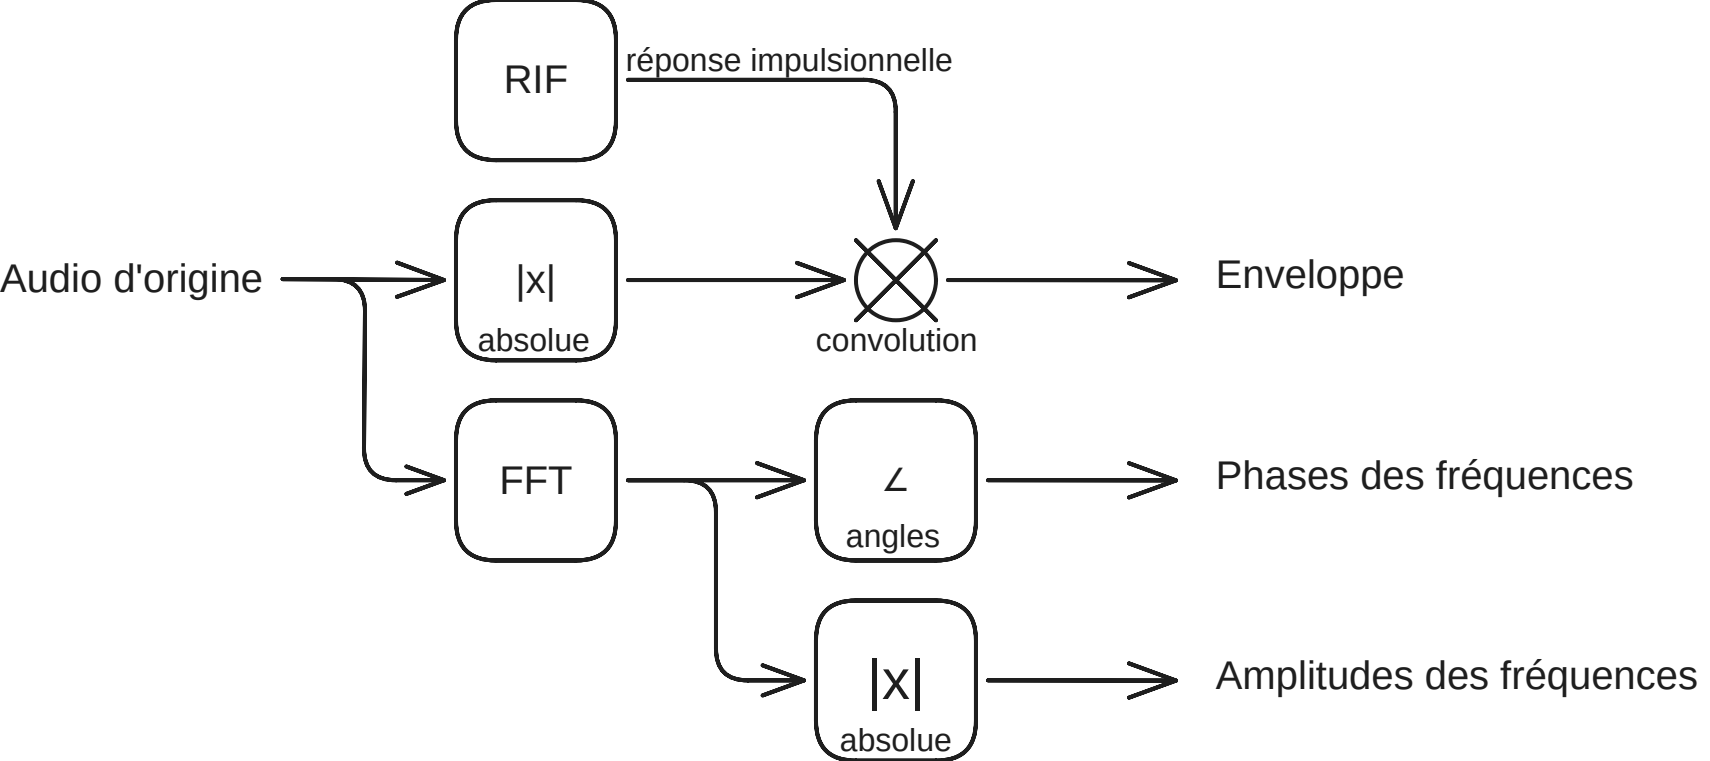 RIF
réponse impulsionnelle
Audio d'origine
|x|
absolue
convolution
Enveloppe
FFT
∠
angles
Phases des fréquences
|x|
absolue
Amplitudes des fréquences